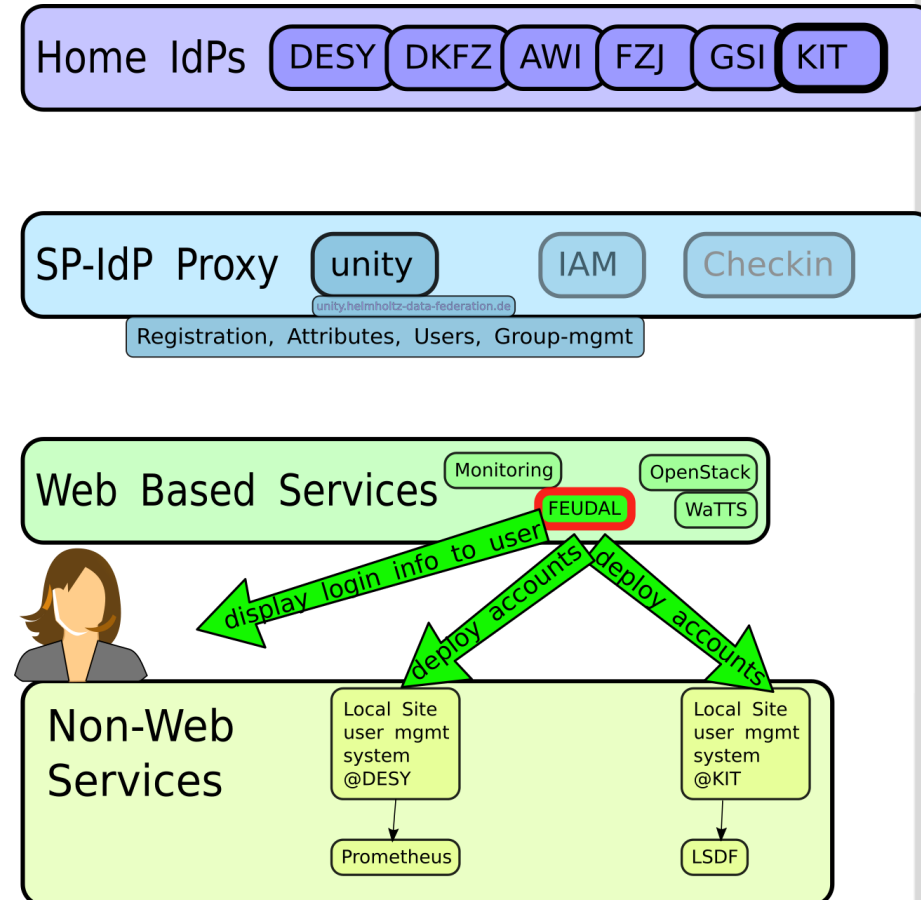 Home IdPs
DESY
DKFZ
AWI
FZJ
GSI
KIT
SP-IdP Proxy
unity
IAM
Checkin
unity.helmholtz-data-federation.de
Registration, Attributes, Users, Group-mgmt
Web Based Services
Monitoring
OpenStack
FEUDAL
WaTTS
display login info to user
deploy accounts
deploy accounts
Non-Web
Services
Local Site
user mgmt
system
@DESY
Local Site
user mgmt
system
@KIT
Prometheus
LSDF